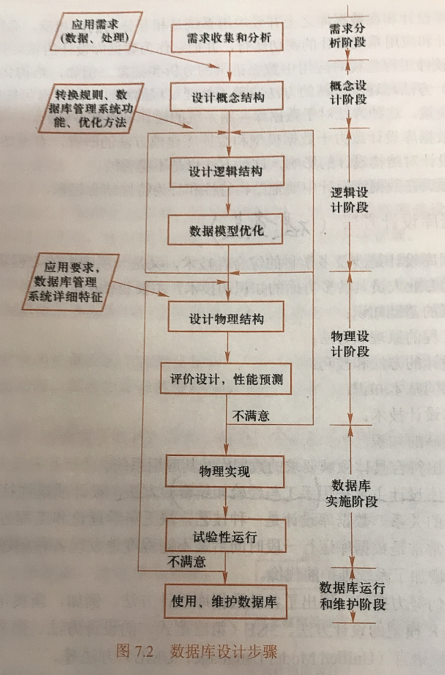 应用需求
(数据、处理)
需求收集和分析
需求分
析阶段
转换规则、数
据库管理系统功
能、优化方法
设计概念结构
概念设
计阶段
设计逻辑结构
数据模型优化
逻辑设
计阶段
应用要求,
数据库管理
系统详细特征
设计物理结构
评价设计,性能预测
物理设
计阶段
不满意
物理实现
试验性运行
数据库
实施阶段
不满意
使用、维护数据库
数据库运行
和维护阶段
图 7.2 数据库设计步骤